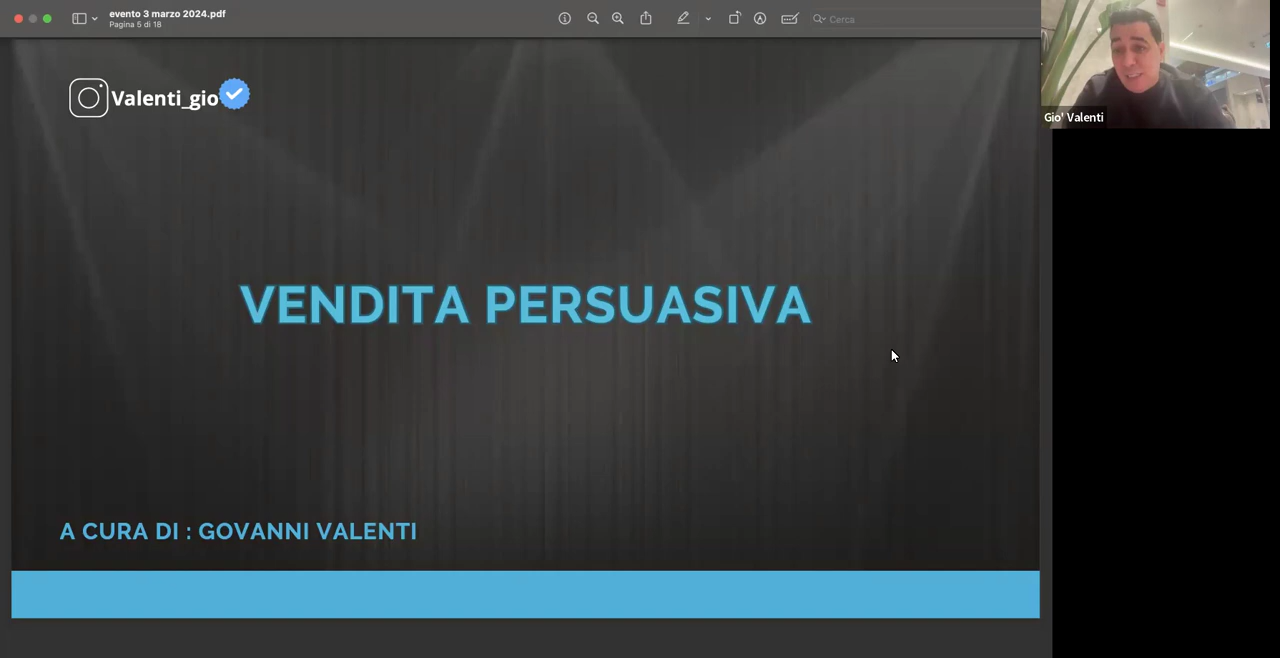 evento 3 marzo 2024.pdf
Pagina 5 di 18
Cerca
Valenti_gio
Gio' Valenti
VENDITA PERSUASIVA
A CURA DI : GOVANNI VALENTI